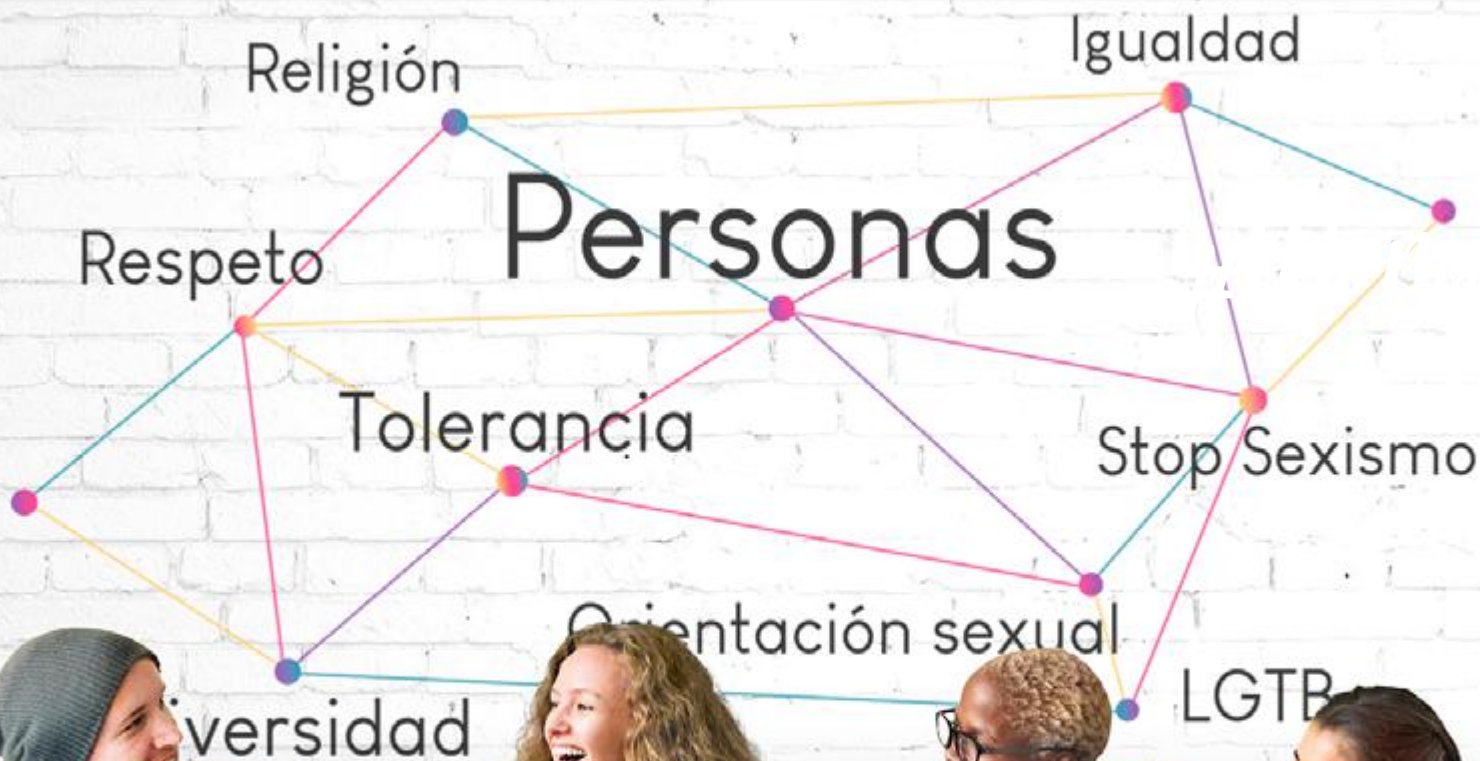 Religión
Igualdad
Personas
Respeto
Tolerancia
Stop Sexismo
Orientación sexual
LGTB
iversidad